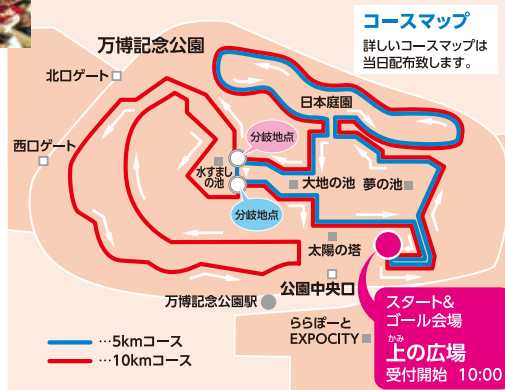 コースマップ
詳しいコースマップは
当日配布致します。
万博記念公園
北口ゲート
日本庭園
分岐地点
西口ゲート
水すまし
の池
大地の池
夢の池
分岐地点
太陽の塔
公園中央口
万博記念公園駅
スタート&
ゴール会場
かみ
上の広場
受付開始 10:00
ららぽーと
EXPOCITY
…5kmコース
…10kmコース